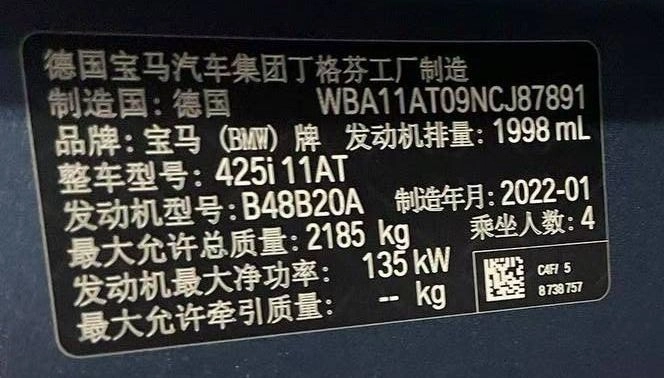 德国宝马汽车集团丁格芬工厂制造
制造国：德国 WBA11AT09NCJ87891
品牌：宝马（BMW）牌 发动机排量：1998 mL
整车型号：425i 11AT
发动机型号：B48B20A 制造年月：2022-01
最大允许总质量：2185 kg 乘坐人数：4
发动机最大净功率： 135 kW
最大允许牵引质量： -- kg
C4F/ 5
8 738 757